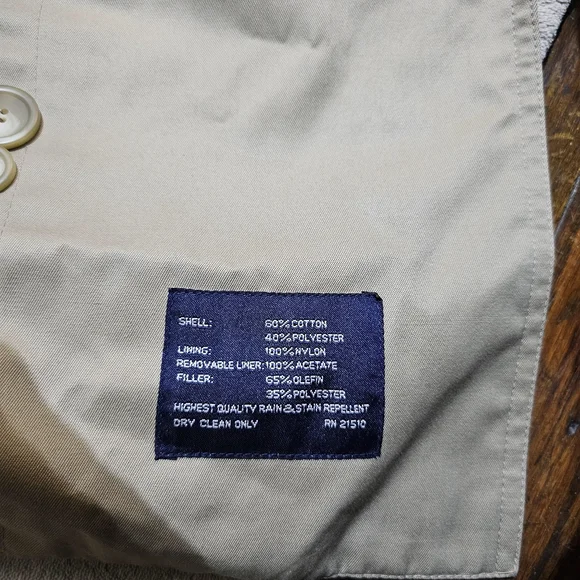 SHELL: 60% COTTON
40% POLYESTER
LINING: 100% NYLON
REMOVABLE LINER: 100% ACETATE
FILLER: 65% OLEFIN
35% POLYESTER
HIGHEST QUALITY RAIN & STAIN REPELLENT
DRY CLEAN ONLY RN 21510